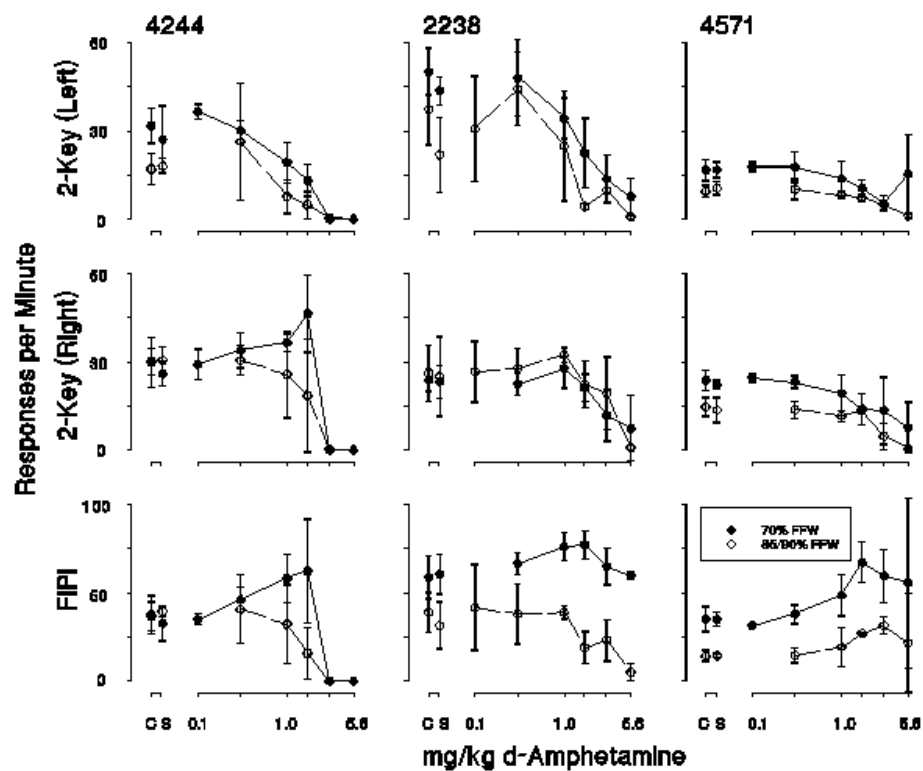 4244 2238 4571
60
30
0
2-Key (Left)
60
30
0
2-Key (Right)
Responses per Minute
100
50
0
FIPI
70% FFW
85/90% FFW
C S 0.1 1.0 5.6 C S 0.1 1.0 5.6 C S 0.1 1.0 5.6
mg/kg d-Amphetamine